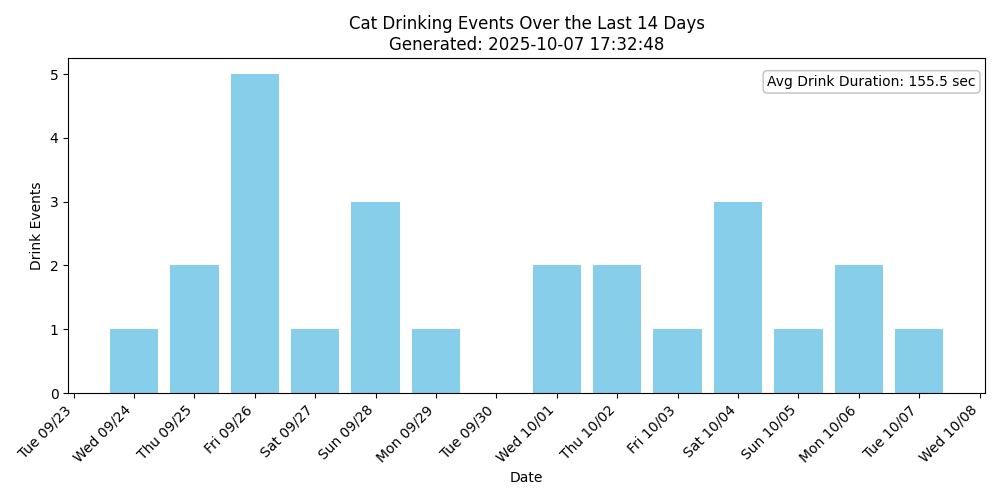 Cat Drinking Events Over the Last 14 Days
Generated: 2025-10-07 17:32:48
Avg Drink Duration: 155.5 sec
Drink Events
5
4
3
2
1
0
Tue 09/23
Wed 09/24
Thu 09/25
Fri 09/26
Sat 09/27
Sun 09/28
Mon 09/29
Tue 09/30
Wed 10/01
Thu 10/02
Fri 10/03
Sat 10/04
Sun 10/05
Mon 10/06
Tue 10/07
Wed 10/08
Date